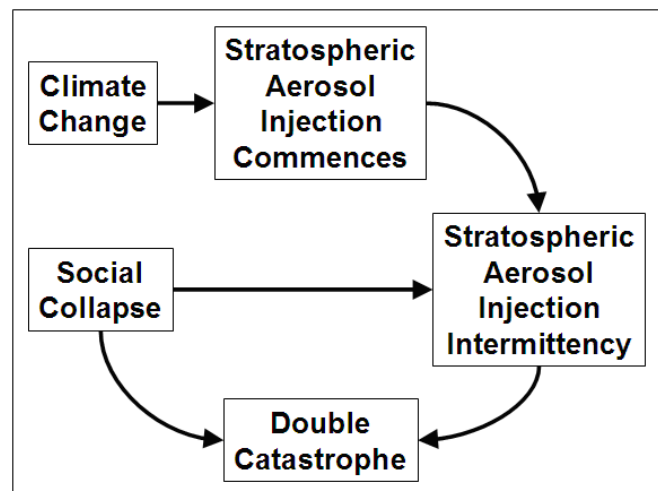 Climate
Change
Stratospheric
Aerosol
Injection
Commences
Social
Collapse
Stratospheric
Aerosol
Injection
Intermittency
Double
Catastrophe